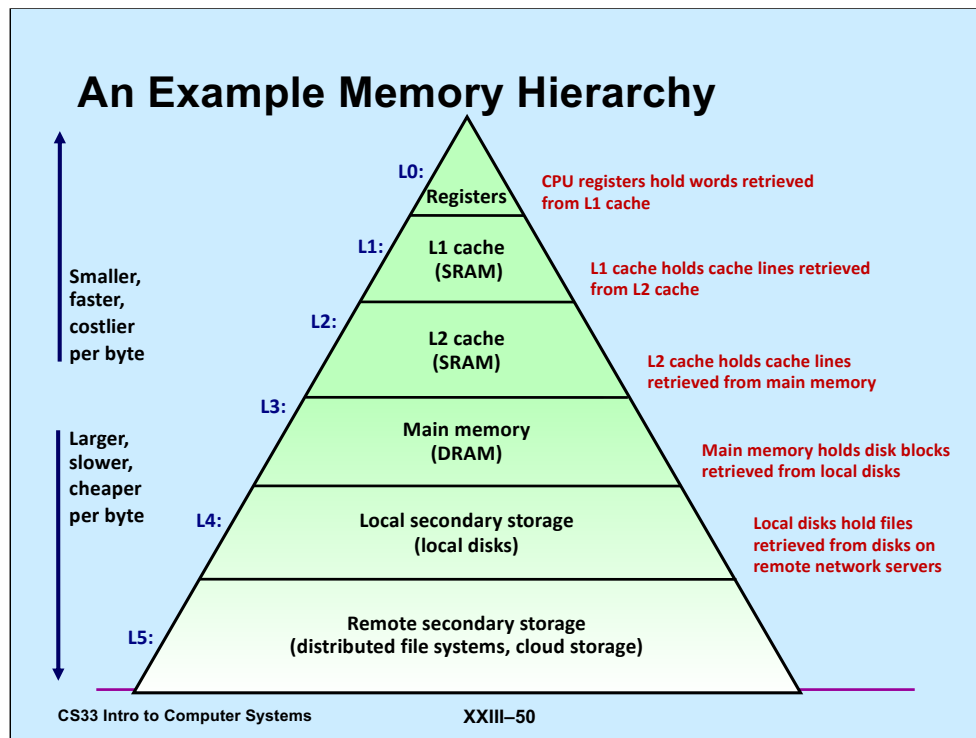 An Example Memory Hierarchy
L0:
Registers
CPU registers hold words retrieved
from L1 cache
L1:
L1 cache
(SRAM)
L1 cache holds cache lines retrieved
from L2 cache
Smaller,
faster,
costlier
per byte
L2:
L2 cache
(SRAM)
L2 cache holds cache lines
retrieved from main memory
L3:
Main memory
(DRAM)
Main memory holds disk blocks
retrieved from local disks
Larger,
slower,
cheaper
per byte
L4:
Local secondary storage
(local disks)
Local disks hold files
retrieved from disks on
remote network servers
L5:
Remote secondary storage
(distributed file systems, cloud storage)
CS33 Intro to Computer Systems
XXIII–50